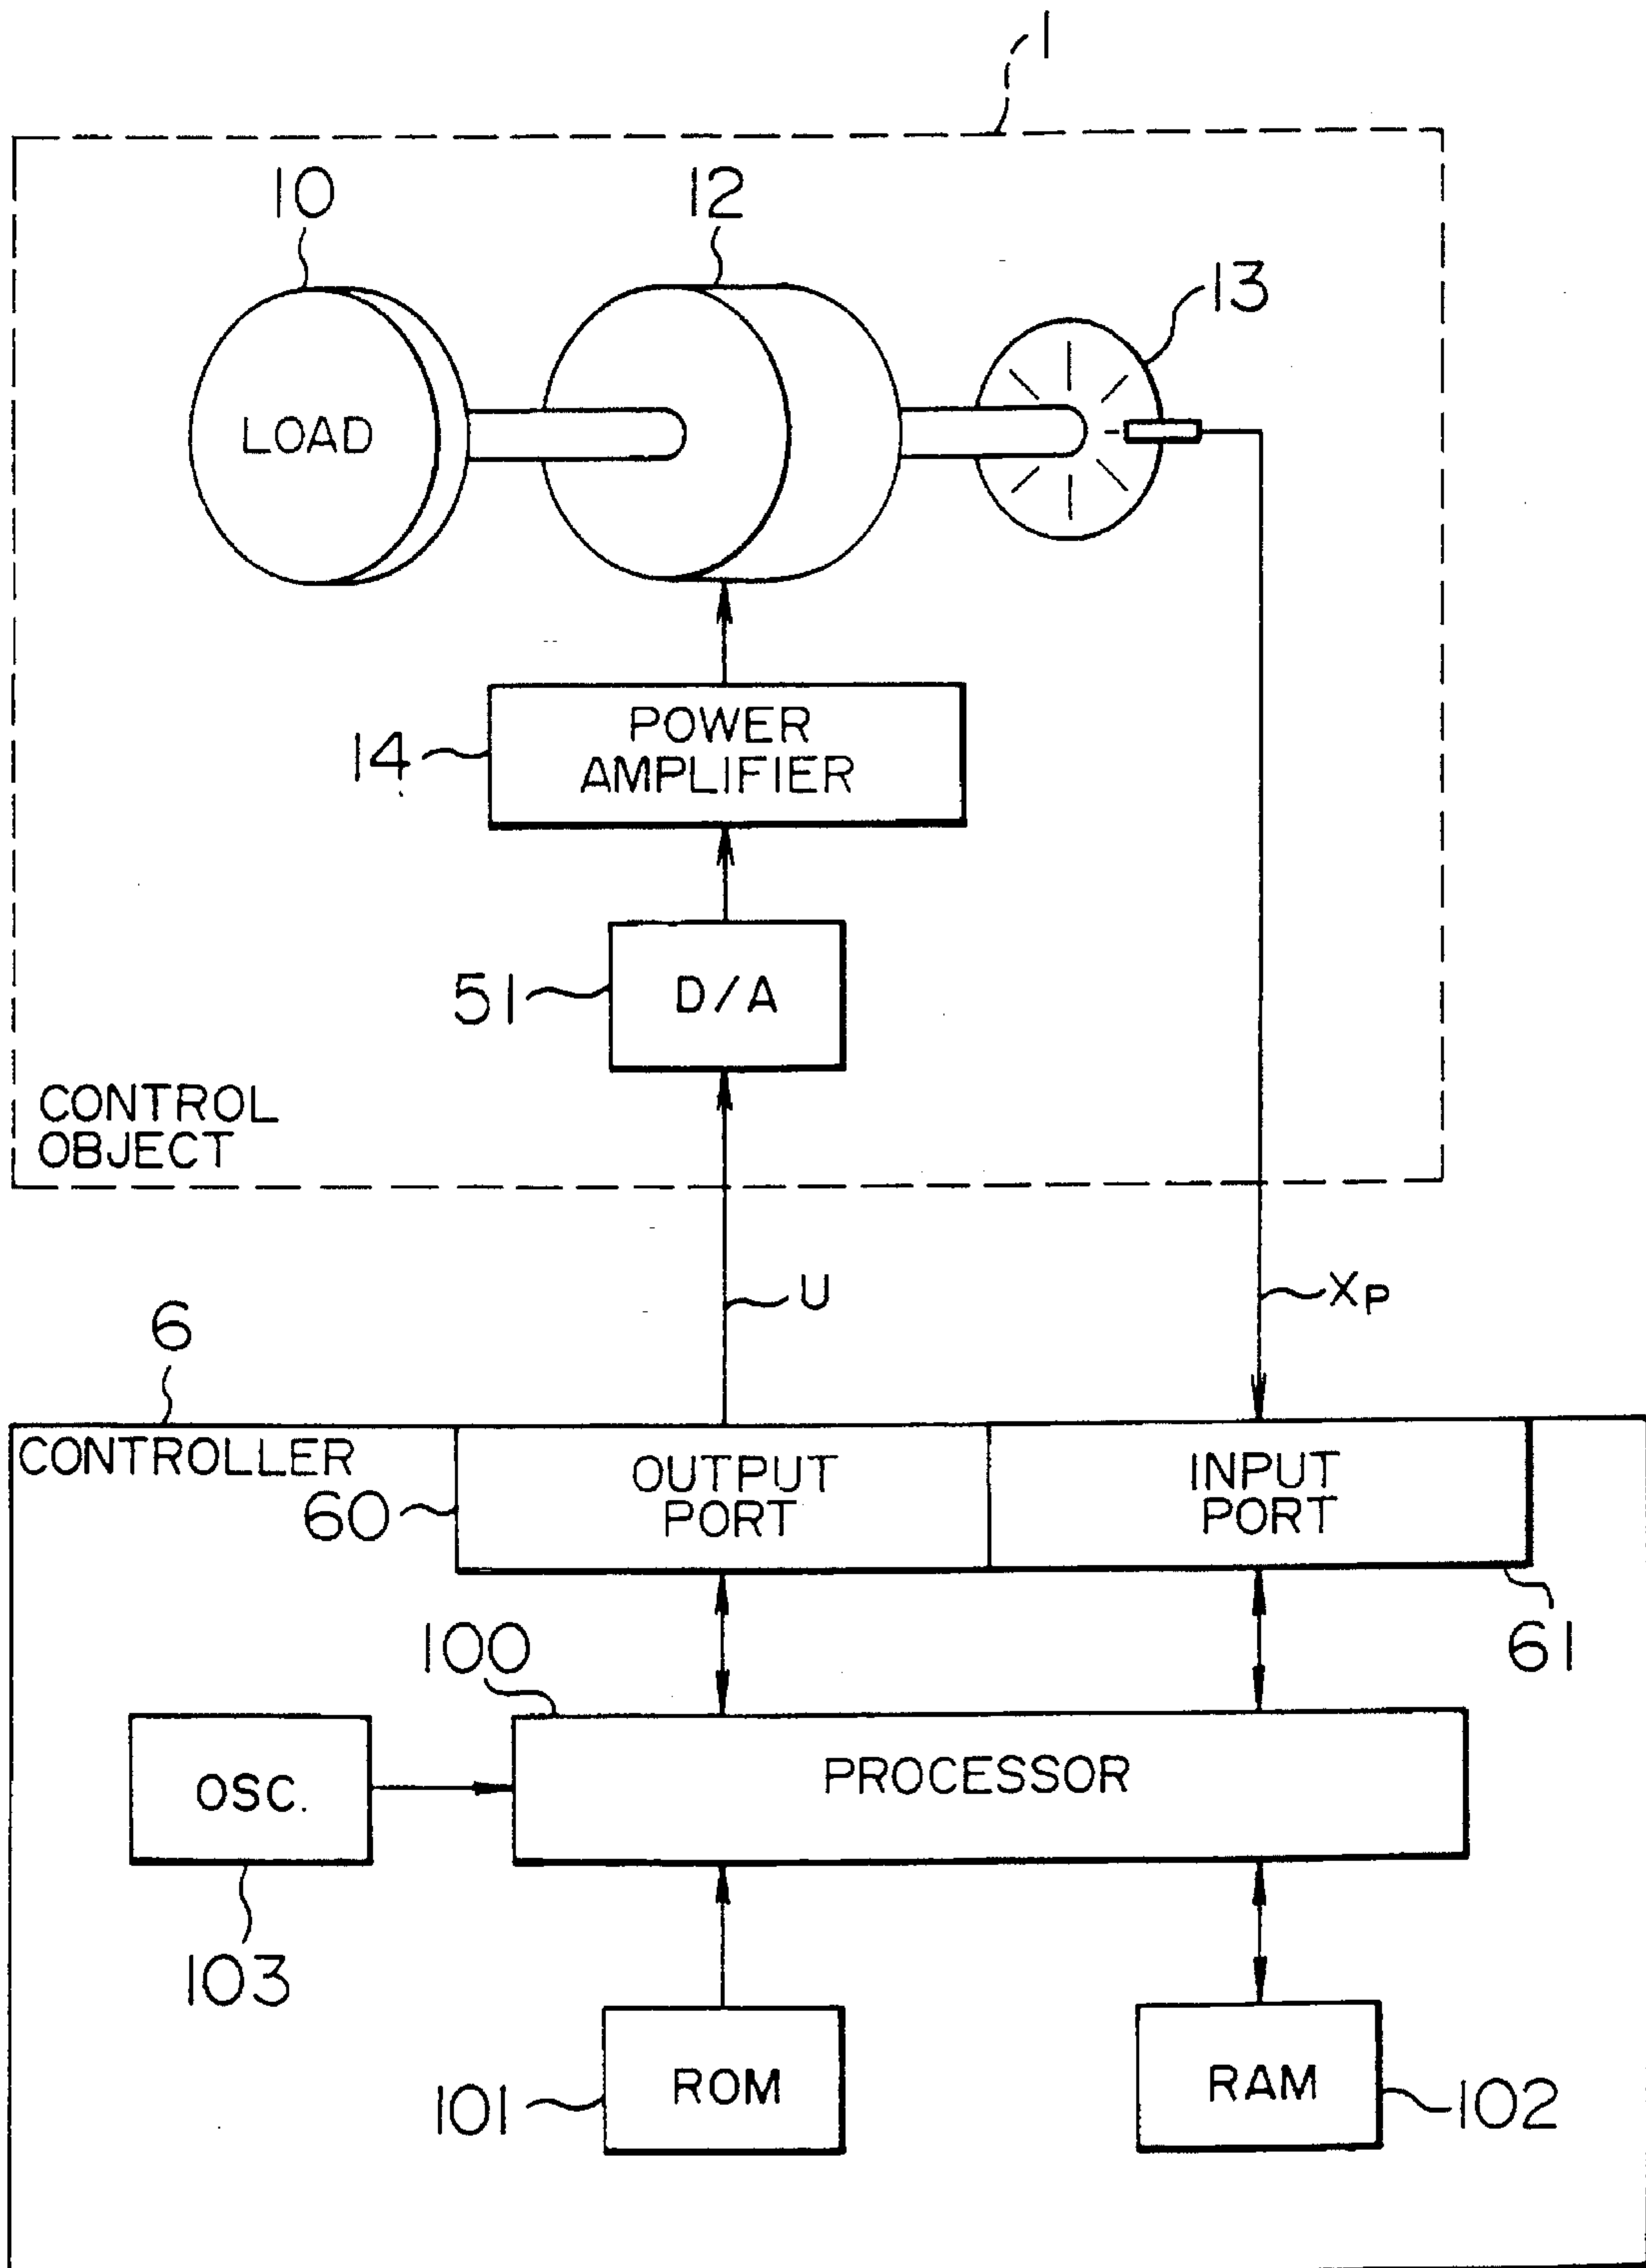 1
10
12
13
LOAD
14
POWER
AMPLIFIER
51
D/A
CONTROL
OBJECT
U
XP
6
CONTROLLER
60
OUTPUT
PORT
INPUT
PORT
61
100
OSC.
PROCESSOR
103
101
ROM
RAM
102